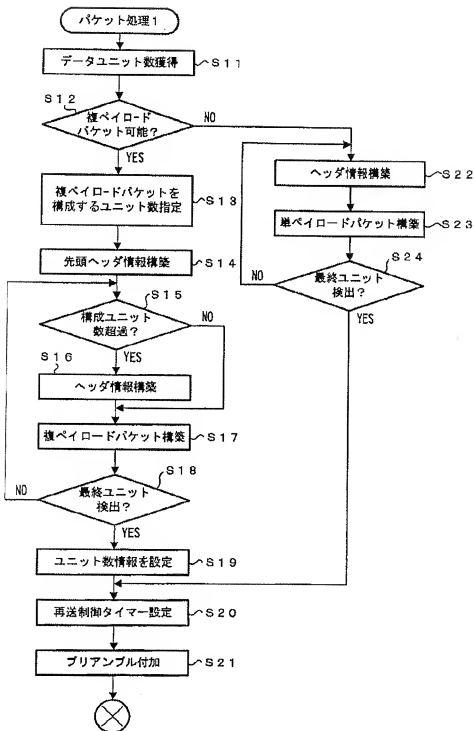 パケット処理1
データユニット数獲得
S11
S12
複ペイロード
パケット可能?
NO
YES
複ペイロードパケットを
構成するユニット数指定
S13
先頭ヘッダ情報構築
S14
S15
構成ユニット
数超過?
NO
YES
S16
ヘッダ情報構築
複ペイロードパケット構築
S17
S18
最終ユニット
検出?
NO
YES
ユニット数情報を設定
S19
再送制御タイマー設定
S20
プリアンブル付加
S21
ヘッダ情報構築
S22
単ペイロードパケット構築
S23
S24
最終ユニット
検出?
NO
YES